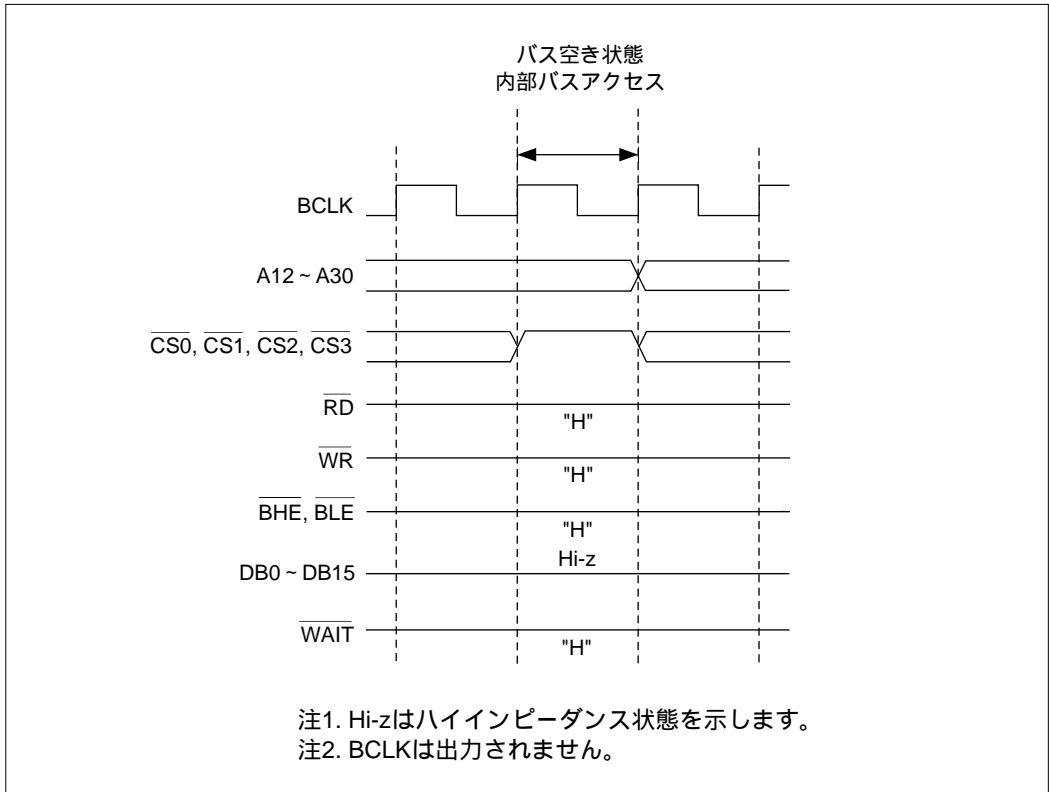 バス空き状態
内部バスアクセス
BCLK
A12 ~ A30
CS0, CS1, CS2, CS3
RD
"H"
WR
"H"
BHE, BLE
"H"
Hi-z
DB0 ~ DB15
WAIT
"H"
注1. Hi-zはハイインピーダンス状態を示します。
注2. BCLKは出力されません。